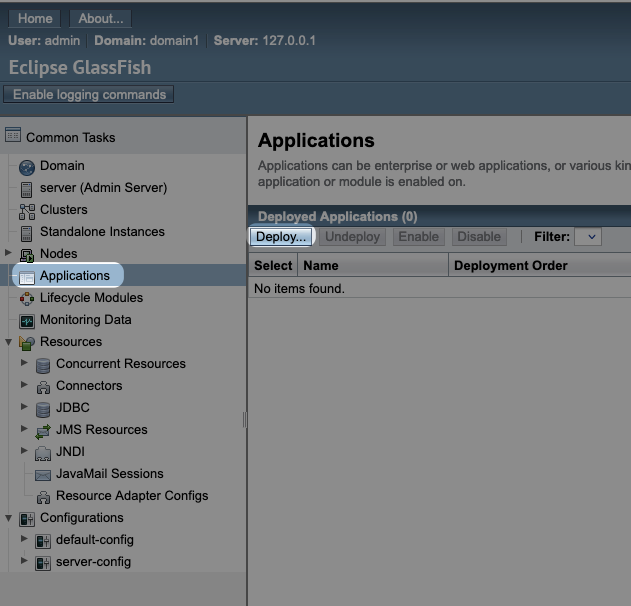 Home About...
User: admin Domain: domain1 Server: 127.0.0.1
Eclipse GlassFish
Enable logging commands
Common Tasks
Domain
server (Admin Server)
Clusters
Standalone Instances
Nodes
Applications
Lifecycle Modules
Monitoring Data
Resources
Concurrent Resources
Connectors
JDBC
JMS Resources
JNDI
JavaMail Sessions
Resource Adapter Configs
Configurations
default-config
server-config
Applications
Applications can be enterprise or web applications, or various kin
application or module is enabled on.
Deployed Applications (0)
Deploy... Undeploy Enable Disable Filter:
Select Name Deployment Order
No items found.